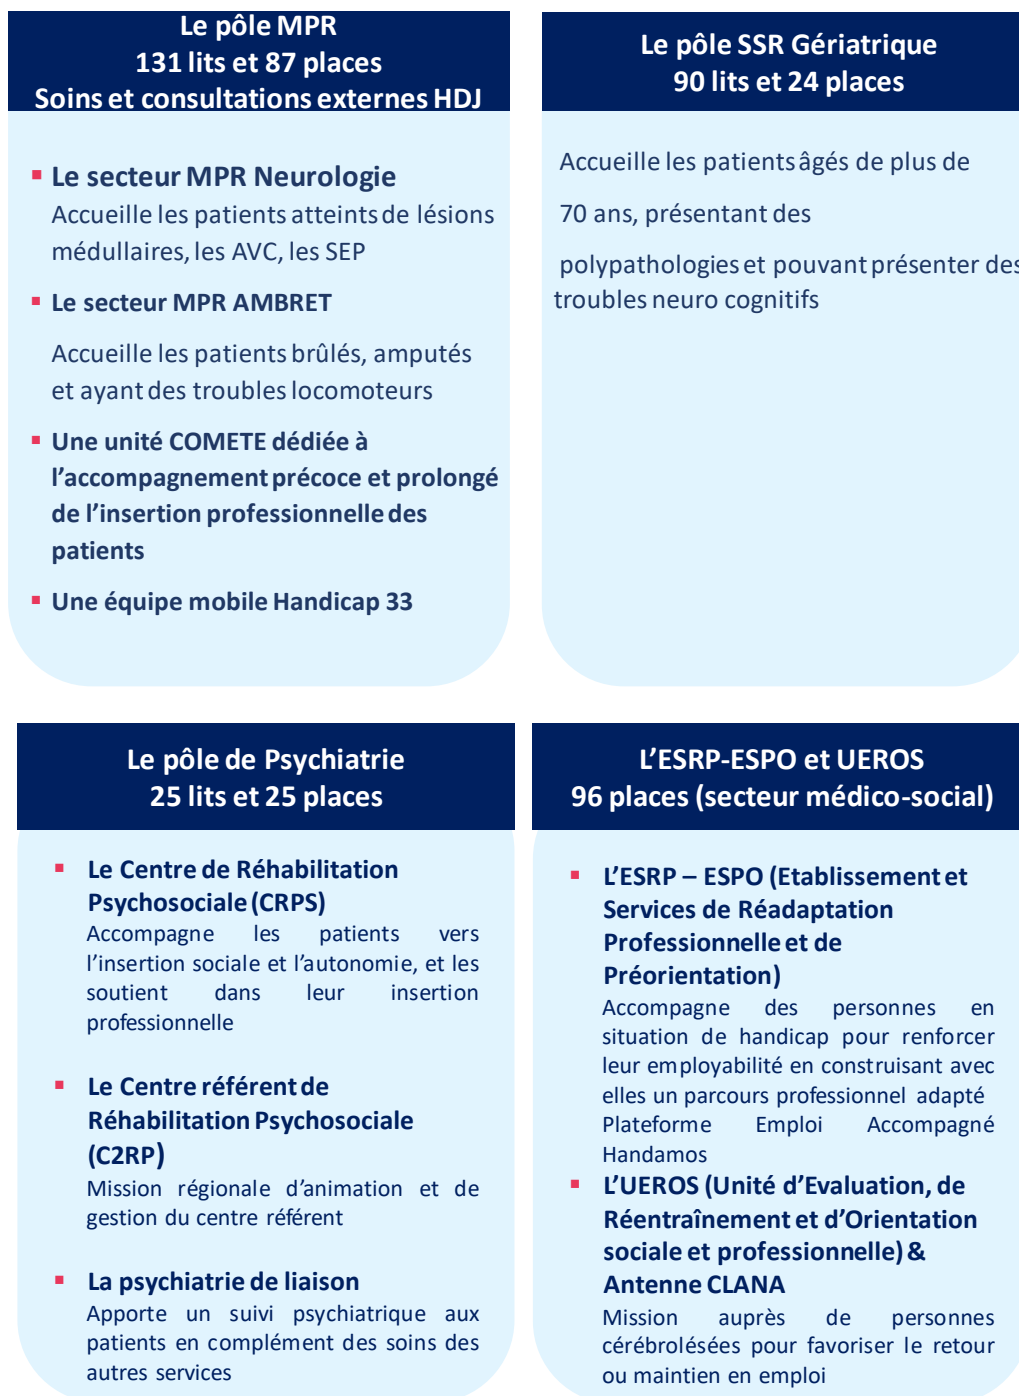 Le pôle MPR
131 lits et 87 places
Soins et consultations externes HDJ
Le secteur MPR Neurologie
Accueille les patients atteints de lésions
médullaires, les AVC, les SEP
Le secteur MPR AMBRET
Accueille les patients brûlés, amputés
et ayant des troubles locomoteurs
Une unité COMETE dédiée à
l'accompagnement précoce et prolongé
de l'insertion professionnelle des
patients
Une équipe mobile Handicap 33
Le pôle SSR Gériatrique
90 lits et 24 places
Accueille les patients âgés de plus de
70 ans, présentant des
polypathologies et pouvant présenter des
troubles neuro cognitifs
Le pôle de Psychiatrie
25 lits et 25 places
Le Centre de Réhabilitation
Psychosociale (CRPS)
Accompagne les patients vers
l'insertion sociale et l'autonomie, et les
soutient dans leur insertion
professionnelle
Le Centre référent de
Réhabilitation Psychosociale
(C2RP)
Mission régionale d'animation et de
gestion du centre référent
La psychiatrie de liaison
Apporte un suivi psychiatrique aux
patients en complément des soins des
autres services
L'ESRP-ESPO et UEROS
96 places (secteur médico-social)
L'ESRP – ESPO (Etablissement et
Services de Réadaptation
Professionnelle et de
Préorientation)
Accompagne des personnes en
situation de handicap pour renforcer
leur employabilité en construisant avec
elles un parcours professionnel adapté
Plateforme Emploi Accompagné
Handamos
L'UEROS (Unité d'Evaluation, de
Réentraînement et d'Orientation
sociale et professionnelle) &
Antenne CLANA
Mission auprès de personnes
cérébrolésées pour favoriser le retour
ou maintien en emploi